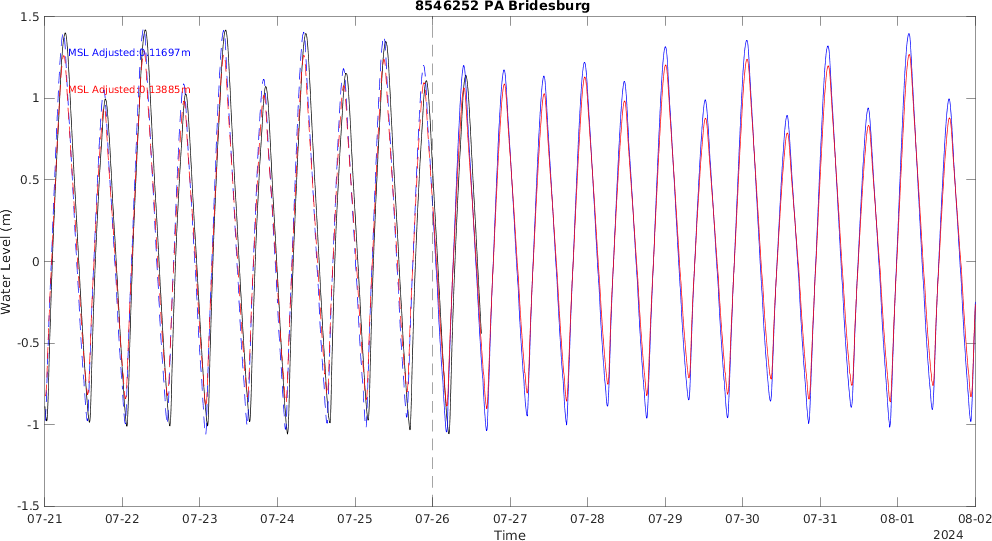 8546252 PA Bridesburg
1.5
MSL Adjusted:0.11697m
MSL Adjusted:0.13885m
1
0.5
0
-0.5
-1
-1.5
Water Level (m)
07-21 07-22 07-23 07-24 07-25 07-26 07-27 07-28 07-29 07-30 07-31 08-01 08-02
Time
2024